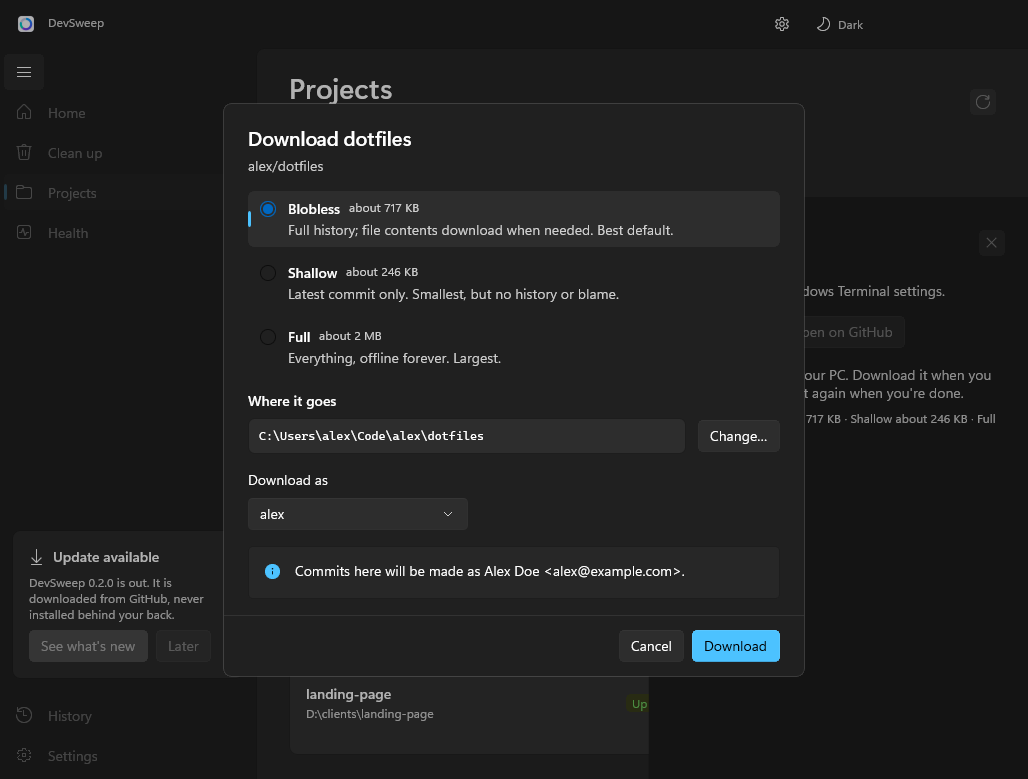 DevSweep
Dark
Home
Clean up
Projects
Health
Projects
Download dotfiles
alex/dotfiles
Blobless about 717 KB
Full history; file contents download when needed. Best default.
Shallow about 246 KB
Latest commit only. Smallest, but no history or blame.
Full about 2 MB
Everything, offline forever. Largest.
Where it goes
C:\Users\alex\Code\alex\dotfiles
Change...
Download as
alex
Commits here will be made as Alex Doe <alex@example.com>.
Cancel
Download
dows Terminal settings.
pen on GitHub
our PC. Download it when you
t again when you're done.
717 KB · Shallow about 246 KB · Full
Update available
DevSweep 0.2.0 is out. It is
downloaded from GitHub, never
installed behind your back.
See what's new
Later
landing-page
D:\clients\landing-page
Up
History
Settings